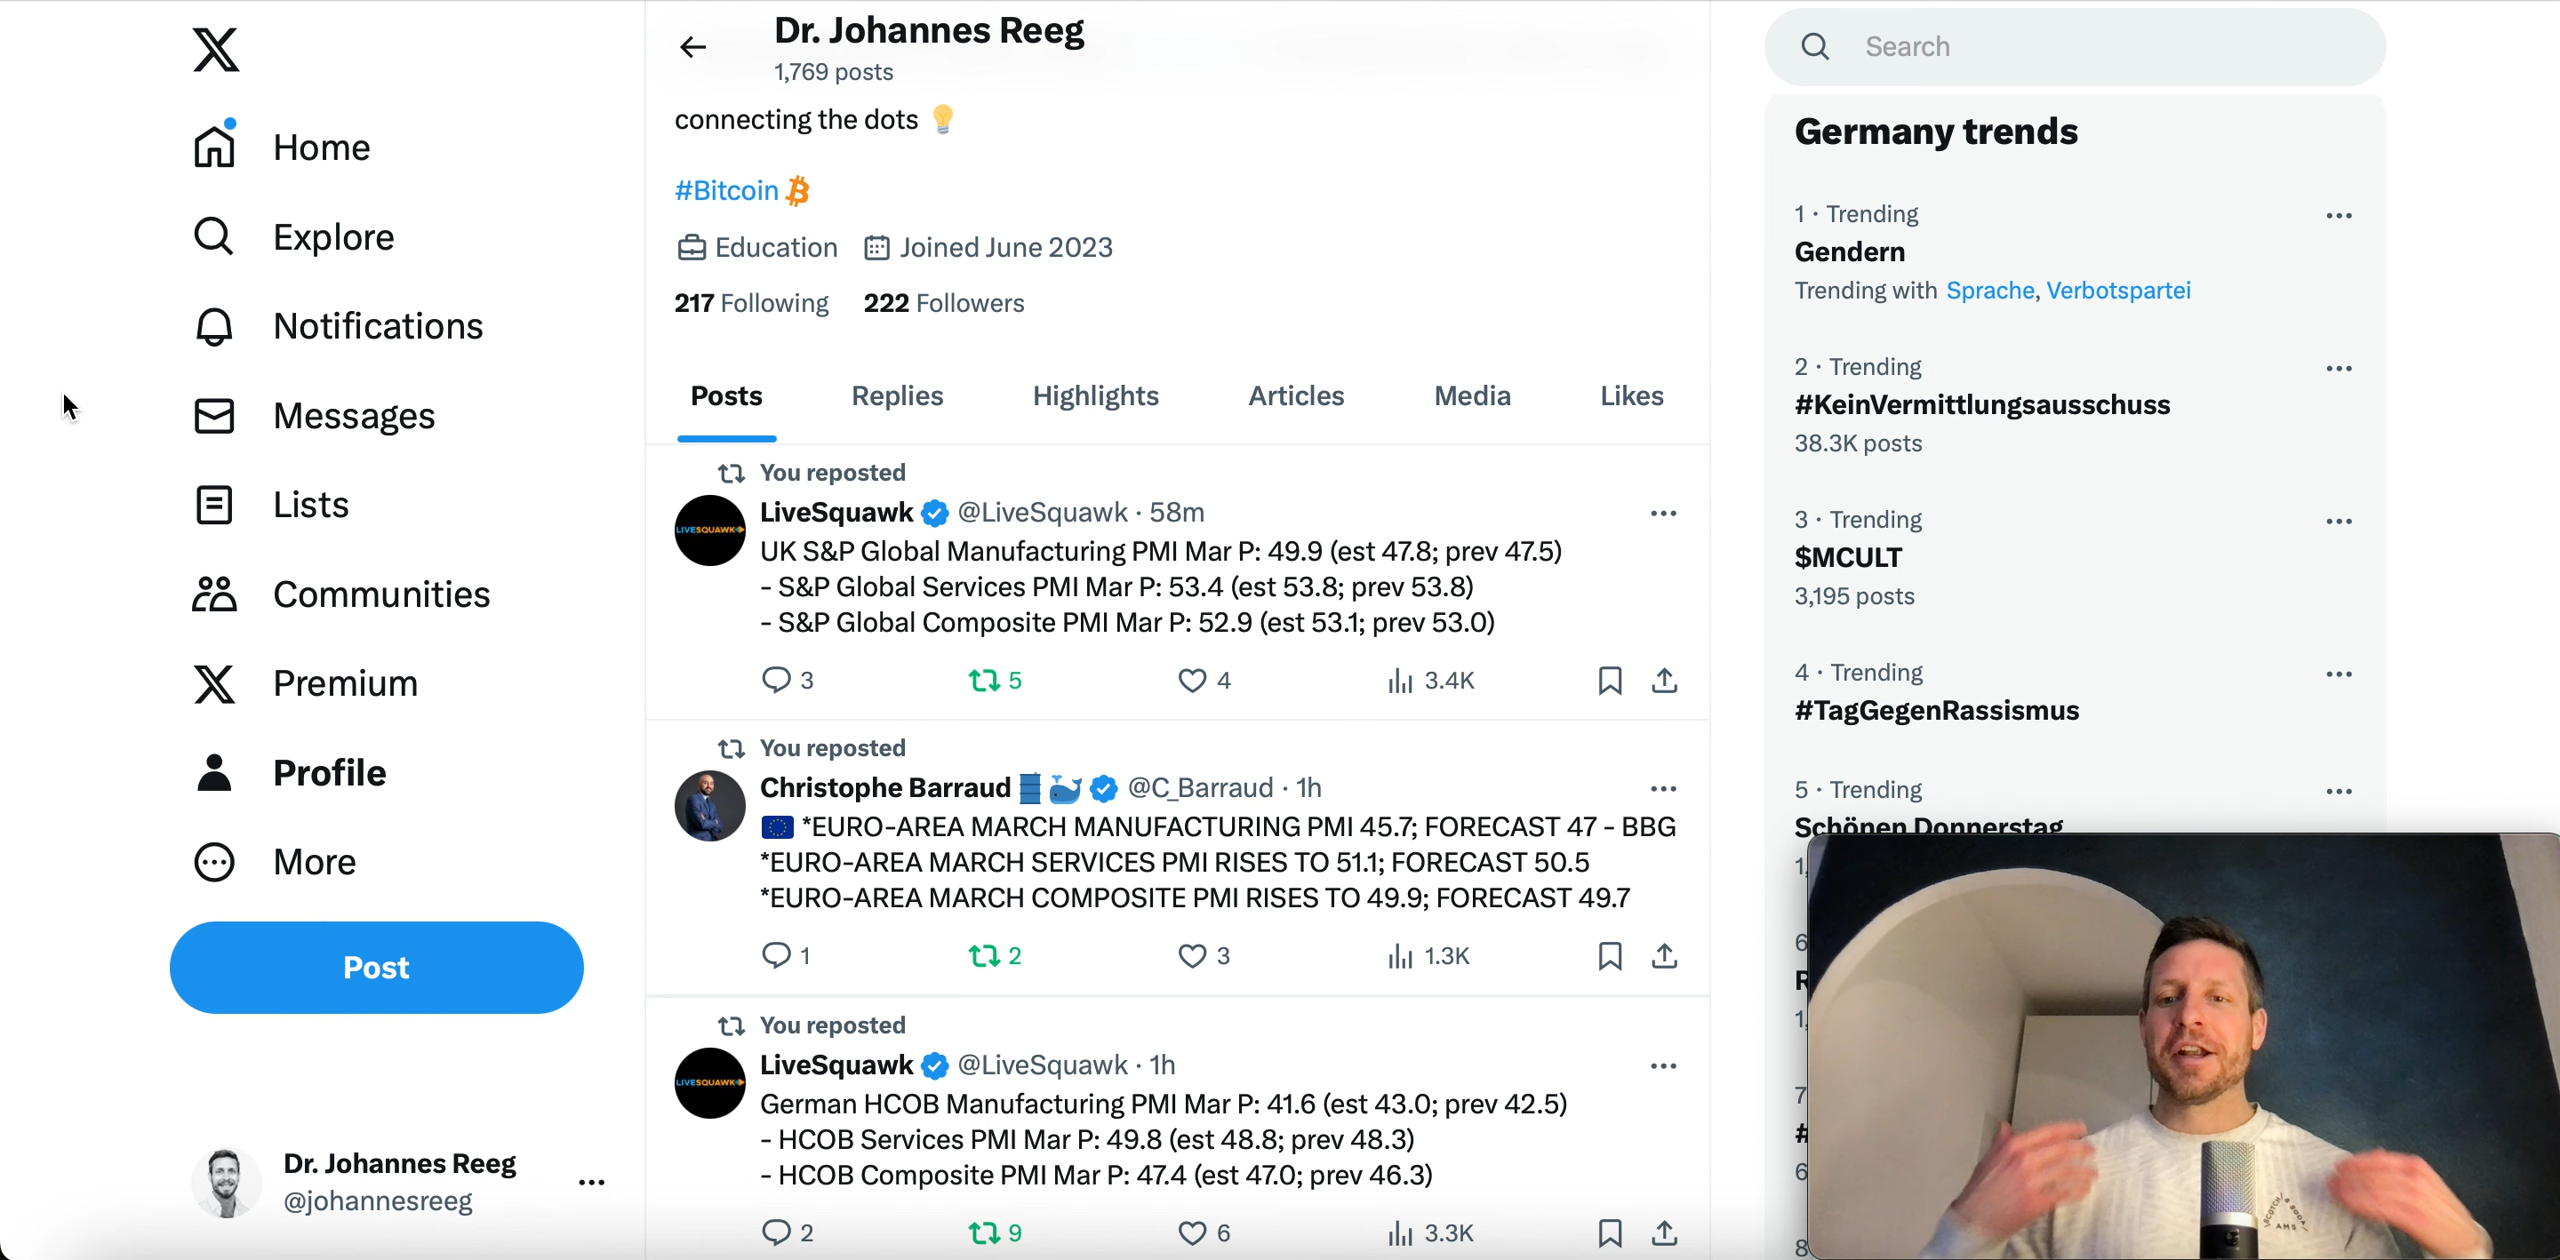 Home
Explore
Notifications
Messages
Lists
Communities
Premium
Profile
More
Post
Dr. Johannes Reeg
@johannesreeg
Dr. Johannes Reeg
1,769 posts
connecting the dots
#Bitcoin
Education Joined June 2023
217 Following 222 Followers
Posts Replies Highlights Articles Media Likes
You reposted
LiveSquawk @LiveSquawk · 58m
LIVESQUAWK
UK S&P Global Manufacturing PMI Mar P: 49.9 (est 47.8; prev 47.5)
- S&P Global Services PMI Mar P: 53.4 (est 53.8; prev 53.8)
- S&P Global Composite PMI Mar P: 52.9 (est 53.1; prev 53.0)
3 5 4 3.4K
You reposted
Christophe Barraud @C_Barraud · 1h
*EURO-AREA MARCH MANUFACTURING PMI 45.7; FORECAST 47 - BBG
*EURO-AREA MARCH SERVICES PMI RISES TO 51.1; FORECAST 50.5
*EURO-AREA MARCH COMPOSITE PMI RISES TO 49.9; FORECAST 49.7
1 2 3 1.3K
You reposted
LiveSquawk @LiveSquawk · 1h
LIVESQUAWK
German HCOB Manufacturing PMI Mar P: 41.6 (est 43.0; prev 42.5)
- HCOB Services PMI Mar P: 49.8 (est 48.8; prev 48.3)
- HCOB Composite PMI Mar P: 47.4 (est 47.0; prev 46.3)
2 9 6 3.3K
Search
Germany trends
1 · Trending
Gendern
Trending with Sprache, Verbotspartei
2 · Trending
#KeinVermittlungsausschuss
38.3K posts
3 · Trending
$MCULT
3,195 posts
4 · Trending
#TagGegenRassismus
5 · Trending
Schönen Donnerstag
1,
6
R
1,
7
#
6
8